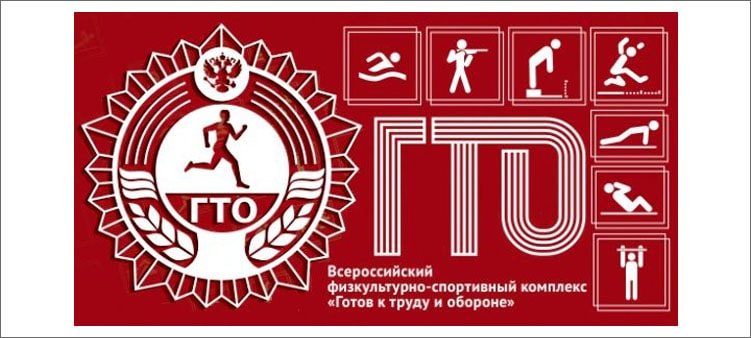 ГТО
ГТО
Всероссийский
физкультурно-спортивный комплекс
«Готов к труду и обороне»